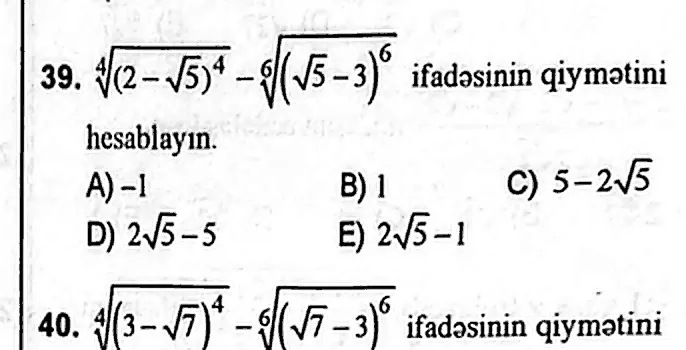 39. ∜(2 − √5)⁴ − ⁶√(√5 − 3)⁶ ifadəsinin qiymətini
hesablayın.
A) −1 B) 1 C) 5 − 2√5
D) 2√5 − 5 E) 2√5 − 1
40. ∜(3 − √7)⁴ − ⁶√(√7 − 3)⁶ ifadəsinin qiymətini